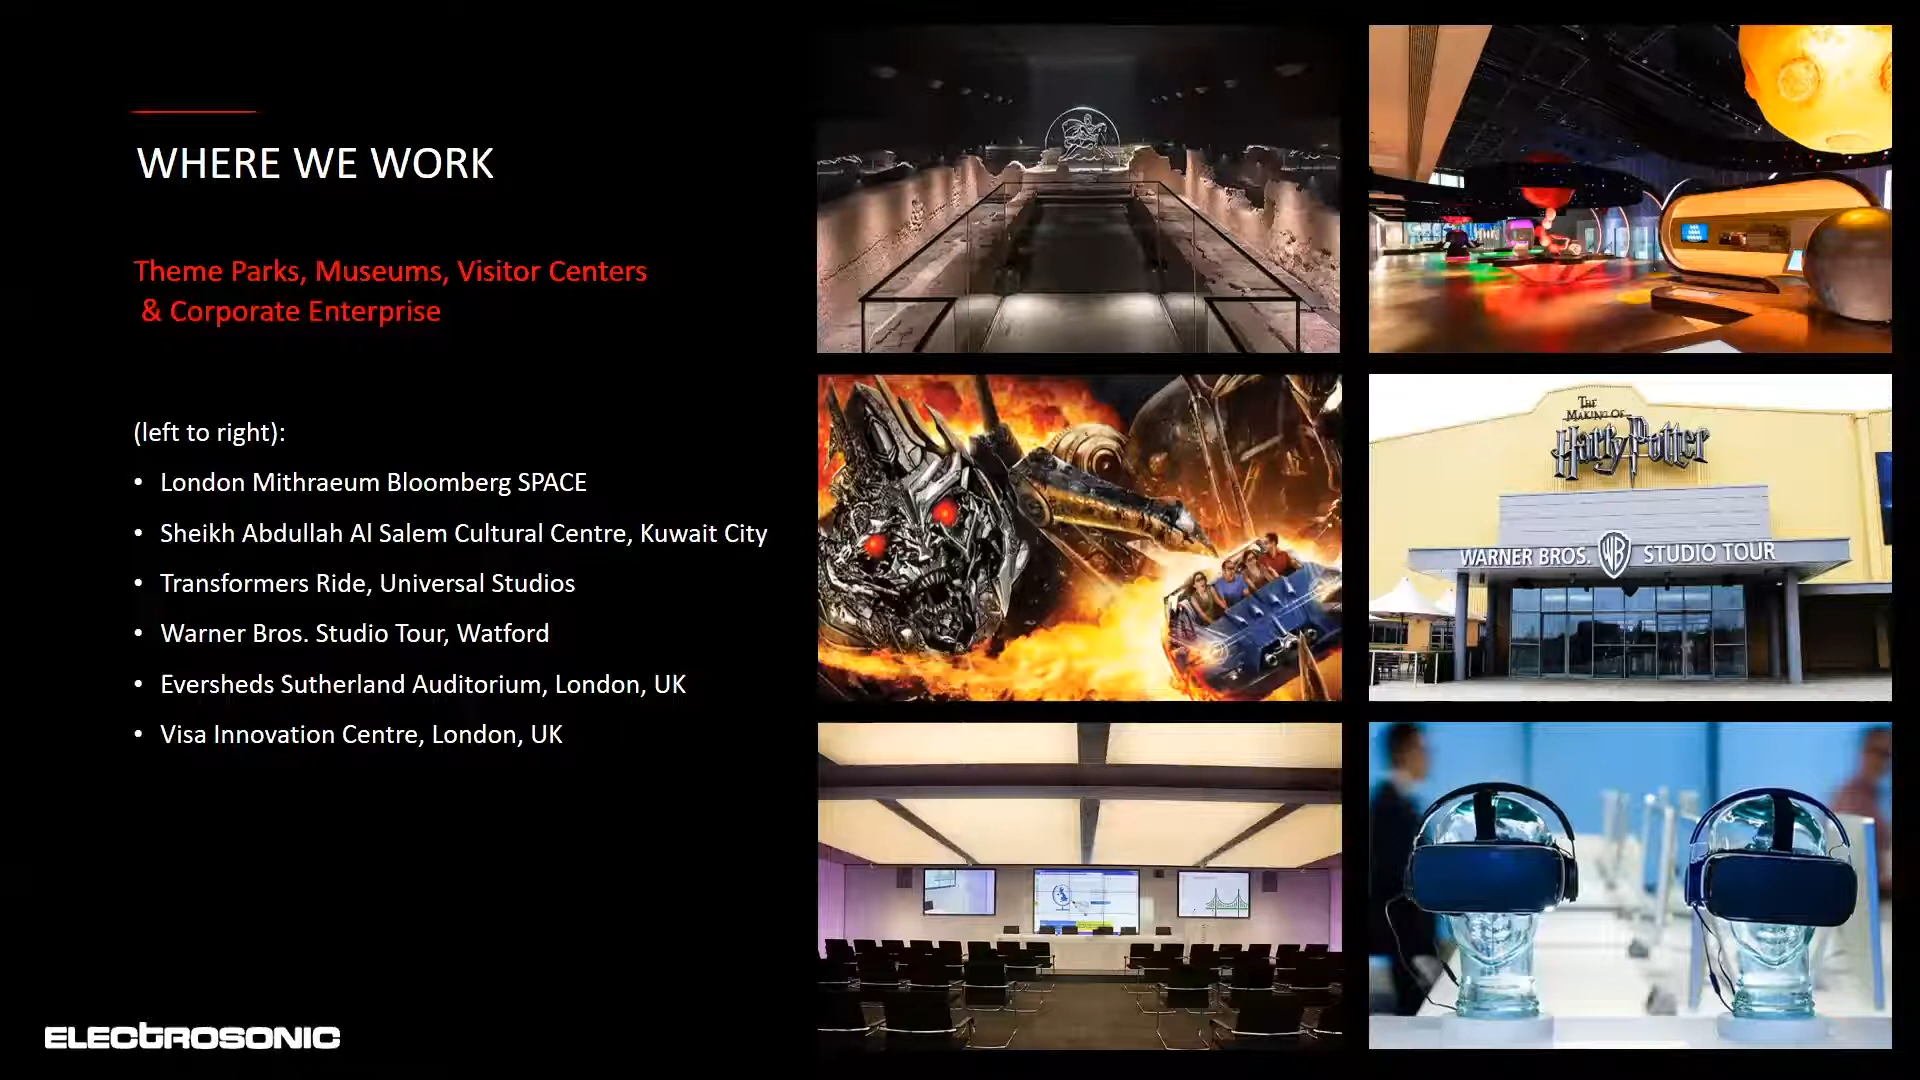 WHERE WE WORK
Theme Parks, Museums, Visitor Centers
& Corporate Enterprise
(left to right):
• London Mithraeum Bloomberg SPACE
• Sheikh Abdullah Al Salem Cultural Centre, Kuwait City
• Transformers Ride, Universal Studios
• Warner Bros. Studio Tour, Watford
• Eversheds Sutherland Auditorium, London, UK
• Visa Innovation Centre, London, UK
ELECTROSONIC
THE
MAKING OF
Harry Potter
WARNER BROS. WB STUDIO TOUR